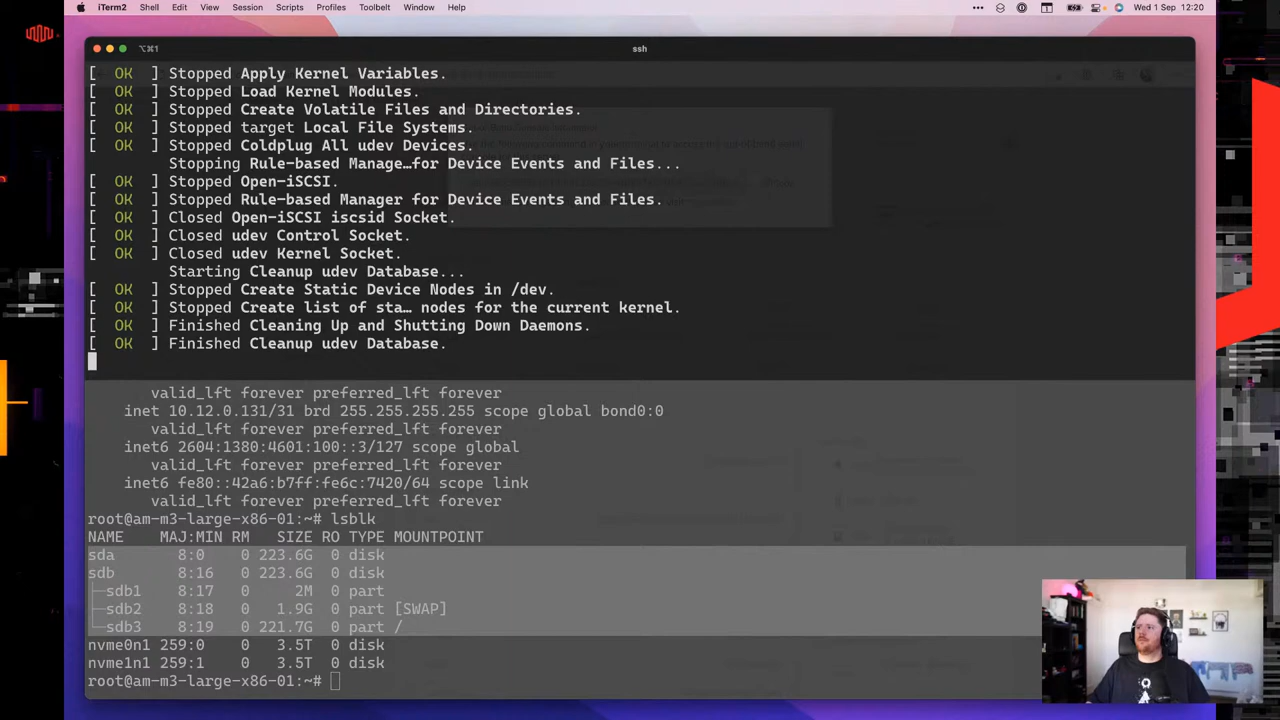 iTerm2 Shell Edit View Session Scripts Profiles Toolbelt Window Help Wed 1 Sep 12:20
⌥⌘1 ssh
[ OK ] Stopped Apply Kernel Variables.
[ OK ] Stopped Load Kernel Modules.
[ OK ] Stopped Create Volatile Files and Directories.
[ OK ] Stopped target Local File Systems.
[ OK ] Stopped Coldplug All udev Devices.
Stopping Rule-based Manage…for Device Events and Files...
[ OK ] Stopped Open-iSCSI.
[ OK ] Stopped Rule-based Manager for Device Events and Files.
[ OK ] Closed Open-iSCSI iscsid Socket.
[ OK ] Closed udev Control Socket.
[ OK ] Closed udev Kernel Socket.
Starting Cleanup udev Database...
[ OK ] Stopped Create Static Device Nodes in /dev.
[ OK ] Stopped Create list of sta… nodes for the current kernel.
[ OK ] Finished Cleaning Up and Shutting Down Daemons.
[ OK ] Finished Cleanup udev Database.
valid_lft forever preferred_lft forever
inet 10.12.0.131/31 brd 255.255.255.255 scope global bond0:0
valid_lft forever preferred_lft forever
inet6 2604:1380:4601:100::3/127 scope global
valid_lft forever preferred_lft forever
inet6 fe80::42a6:b7ff:fe6c:7420/64 scope link
valid_lft forever preferred_lft forever
root@am-m3-large-x86-01:~# lsblk
NAME MAJ:MIN RM SIZE RO TYPE MOUNTPOINT
sda 8:0 0 223.6G 0 disk
sdb 8:16 0 223.6G 0 disk
├─sdb1 8:17 0 2M 0 part
├─sdb2 8:18 0 1.9G 0 part [SWAP]
└─sdb3 8:19 0 221.7G 0 part /
nvme0n1 259:0 0 3.5T 0 disk
nvme1n1 259:1 0 3.5T 0 disk
root@am-m3-large-x86-01:~#